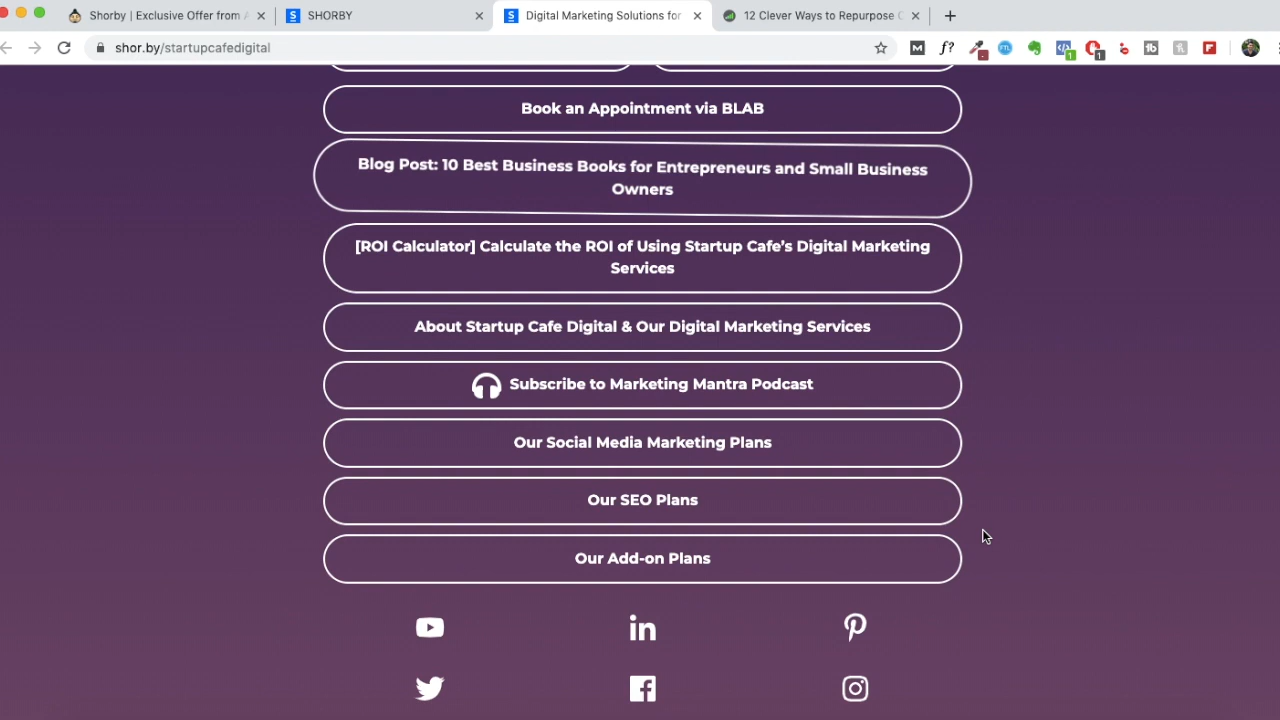 Shorby | Exclusive Offer from A
SHORBY
Digital Marketing Solutions for
12 Clever Ways to Repurpose C
shor.by/startupcafedigital
Book an Appointment via BLAB
Blog Post: 10 Best Business Books for Entrepreneurs and Small Business
Owners
[ROI Calculator] Calculate the ROI of Using Startup Cafe's Digital Marketing
Services
About Startup Cafe Digital & Our Digital Marketing Services
Subscribe to Marketing Mantra Podcast
Our Social Media Marketing Plans
Our SEO Plans
Our Add-on Plans